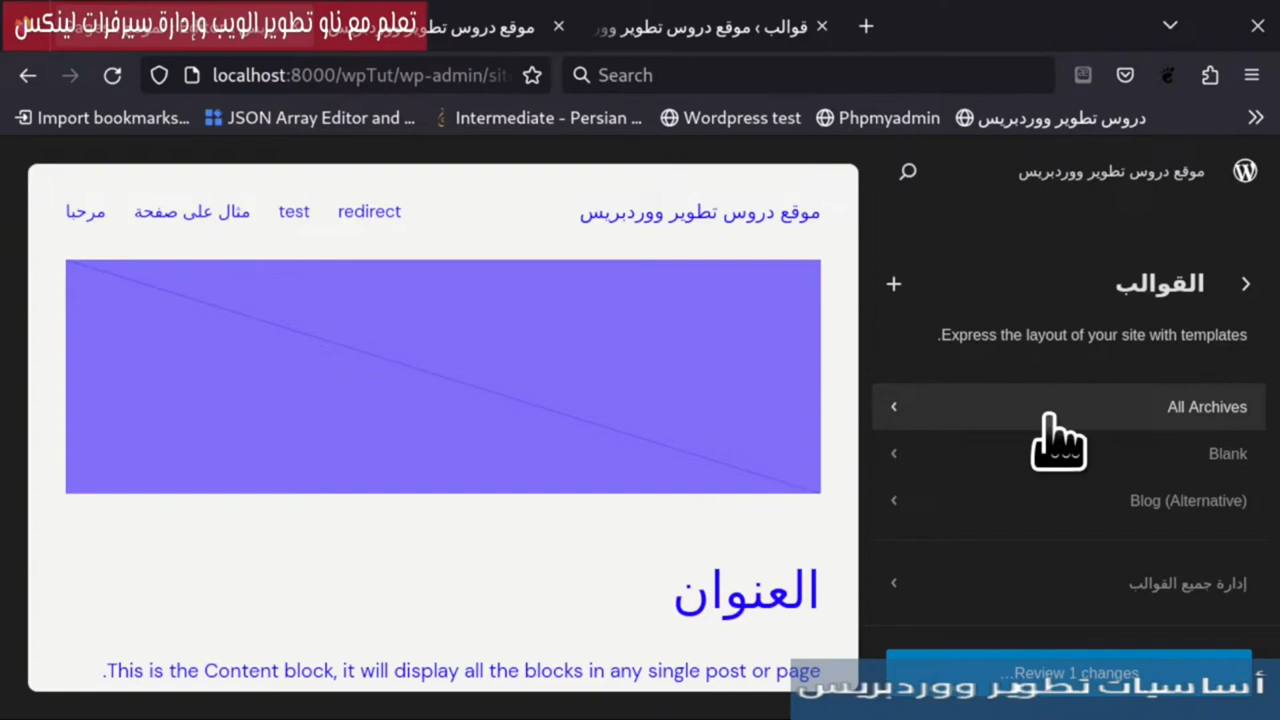 تعلم مع ناو تطوير الويب وإدارة سيرفرات لينكس
موقع دروس تطوير ووردبريس
قوالب › موقع دروس تطوير وور
localhost:8000/wpTut/wp-admin/sit
Search
Import bookmarks...
JSON Array Editor and ...
Intermediate - Persian ...
Wordpress test
Phpmyadmin
دروس تطوير ووردبريس
موقع دروس تطوير ووردبريس
موقع دروس تطوير ووردبريس
redirect
test
مثال على صفحة
مرحبا
القوالب
Express the layout of your site with templates.
All Archives
Blank
Blog (Alternative)
إدارة جميع القوالب
العنوان
This is the Content block, it will display all the blocks in any single post or page.
Review 1 changes...
أساسيات تطوير ووردبريس